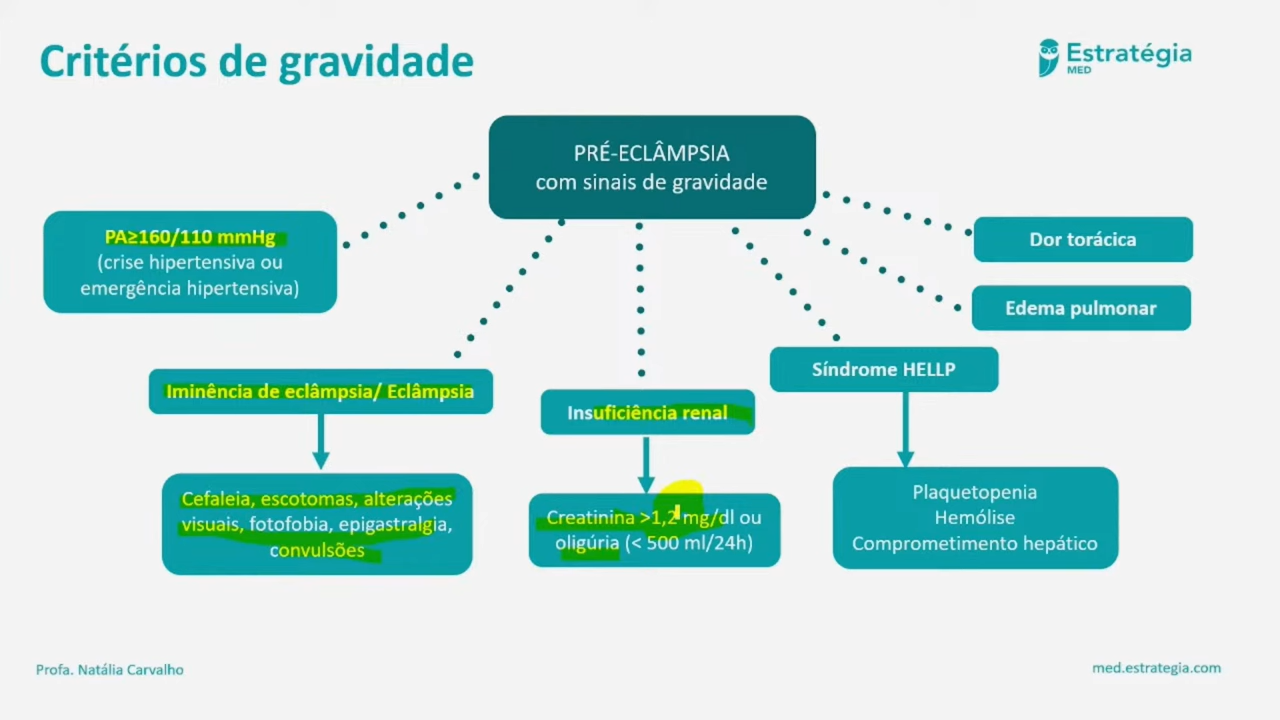 Critérios de gravidade
Estratégia
MED
PRÉ-ECLÂMPSIA
com sinais de gravidade
PA≥160/110 mmHg
(crise hipertensiva ou
emergência hipertensiva)
Dor torácica
Edema pulmonar
Síndrome HELLP
Iminência de eclâmpsia/ Eclâmpsia
Insuficiência renal
Cefaleia, escotomas, alterações
visuais, fotofobia, epigastralgia,
convulsões
Creatinina >1,2 mg/dl ou
oligúria (< 500 ml/24h)
Plaquetopenia
Hemólise
Comprometimento hepático
Profa. Natália Carvalho
med.estrategia.com